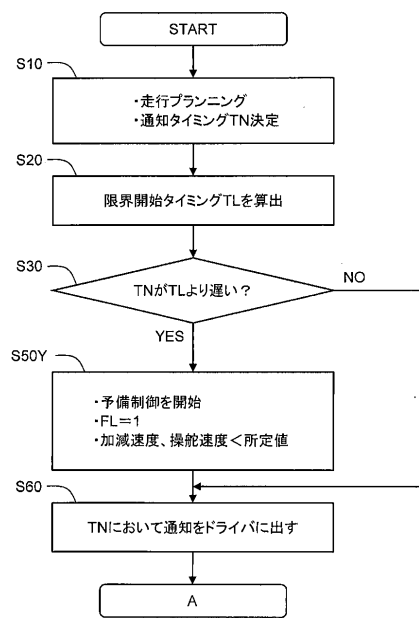 START
S10
・走行プランニング
・通知タイミングTN決定
S20
限界開始タイミングTLを算出
S30
TNがTLより遅い？
NO
YES
S50Y
・予備制御を開始
・FL＝1
・加減速度、操舵速度＜所定値
S60
TNにおいて通知をドライバに出す
A